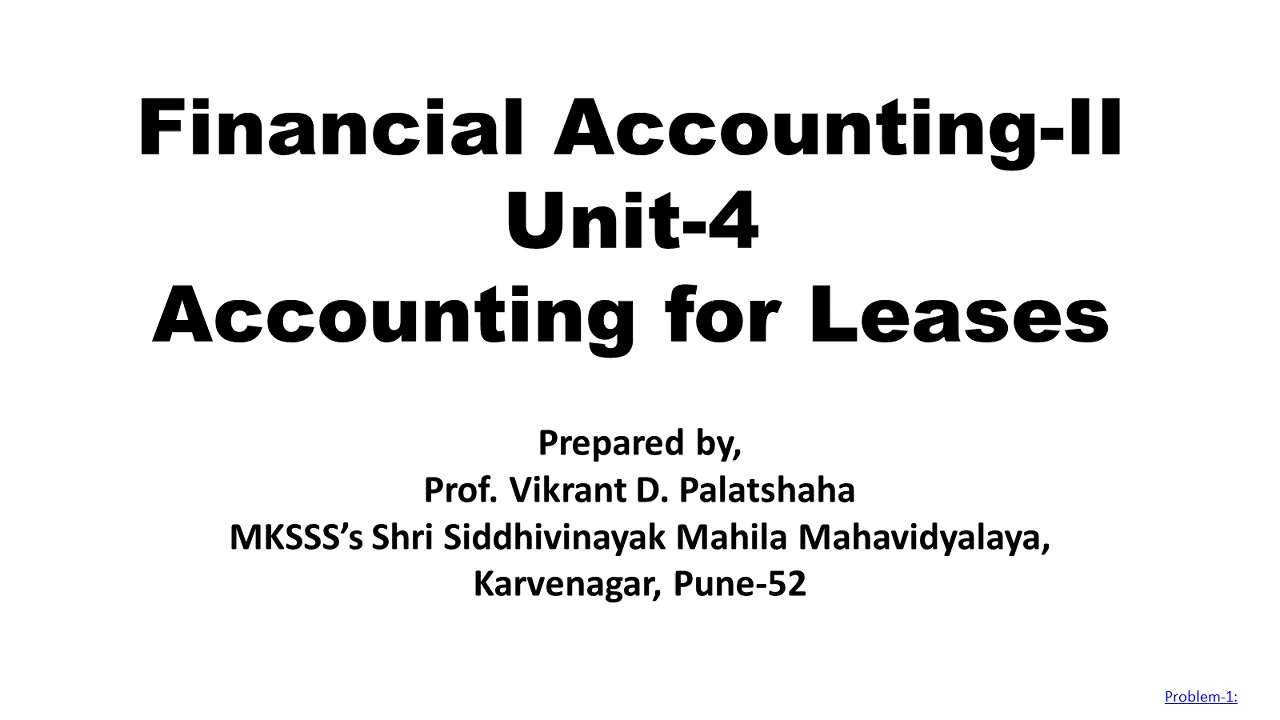 Financial Accounting-II
Unit-4
Accounting for Leases
Prepared by,
Prof. Vikrant D. Palatshaha
MKSSS’s Shri Siddhivinayak Mahila Mahavidyalaya,
Karvenagar, Pune-52
Problem-1: